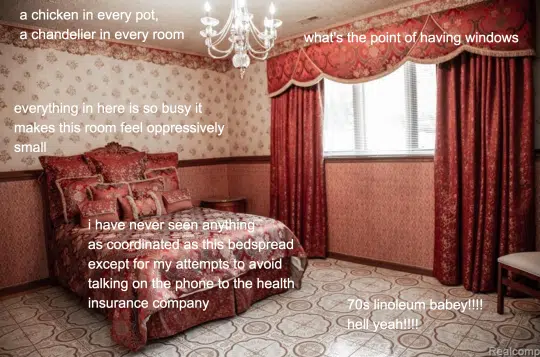 a chicken in every pot,
a chandelier in every room
what's the point of having windows
everything in here is so busy it
makes this room feel oppressively
small
i have never seen anything
as coordinated as this bedspread
except for my attempts to avoid
talking on the phone to the health
insurance company
70s linoleum babey!!!!
hell yeah!!!!
Realcomp